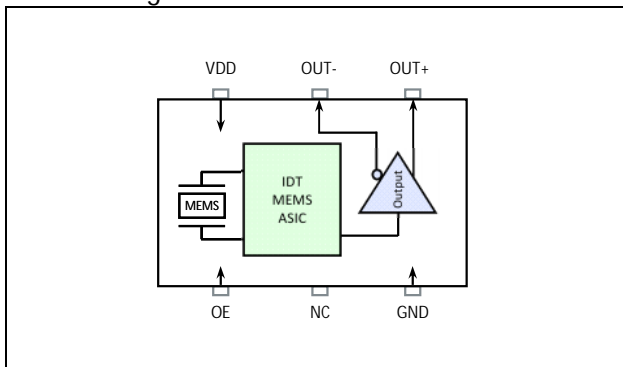 VDD OUT- OUT+
MEMS
IDT
MEMS
ASIC
Output
OE NC GND